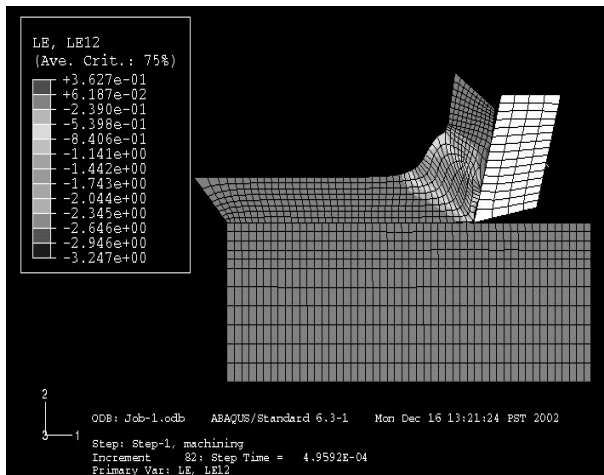 LE, LE12
(Ave. Crit.: 75%)
+3.627e-01
+6.187e-02
-2.390e-01
-5.398e-01
-8.406e-01
-1.141e+00
-1.442e+00
-1.743e+00
-2.044e+00
-2.345e+00
-2.646e+00
-2.946e+00
-3.247e+00
2
3 1
ODB: Job-1.odb ABAQUS/Standard 6.3-1 Mon Dec 16 13:21:24 PST 2002
Step: Step-1, machining
Increment 82: Step Time = 4.9592E-04
Primary Var: LE, LE12